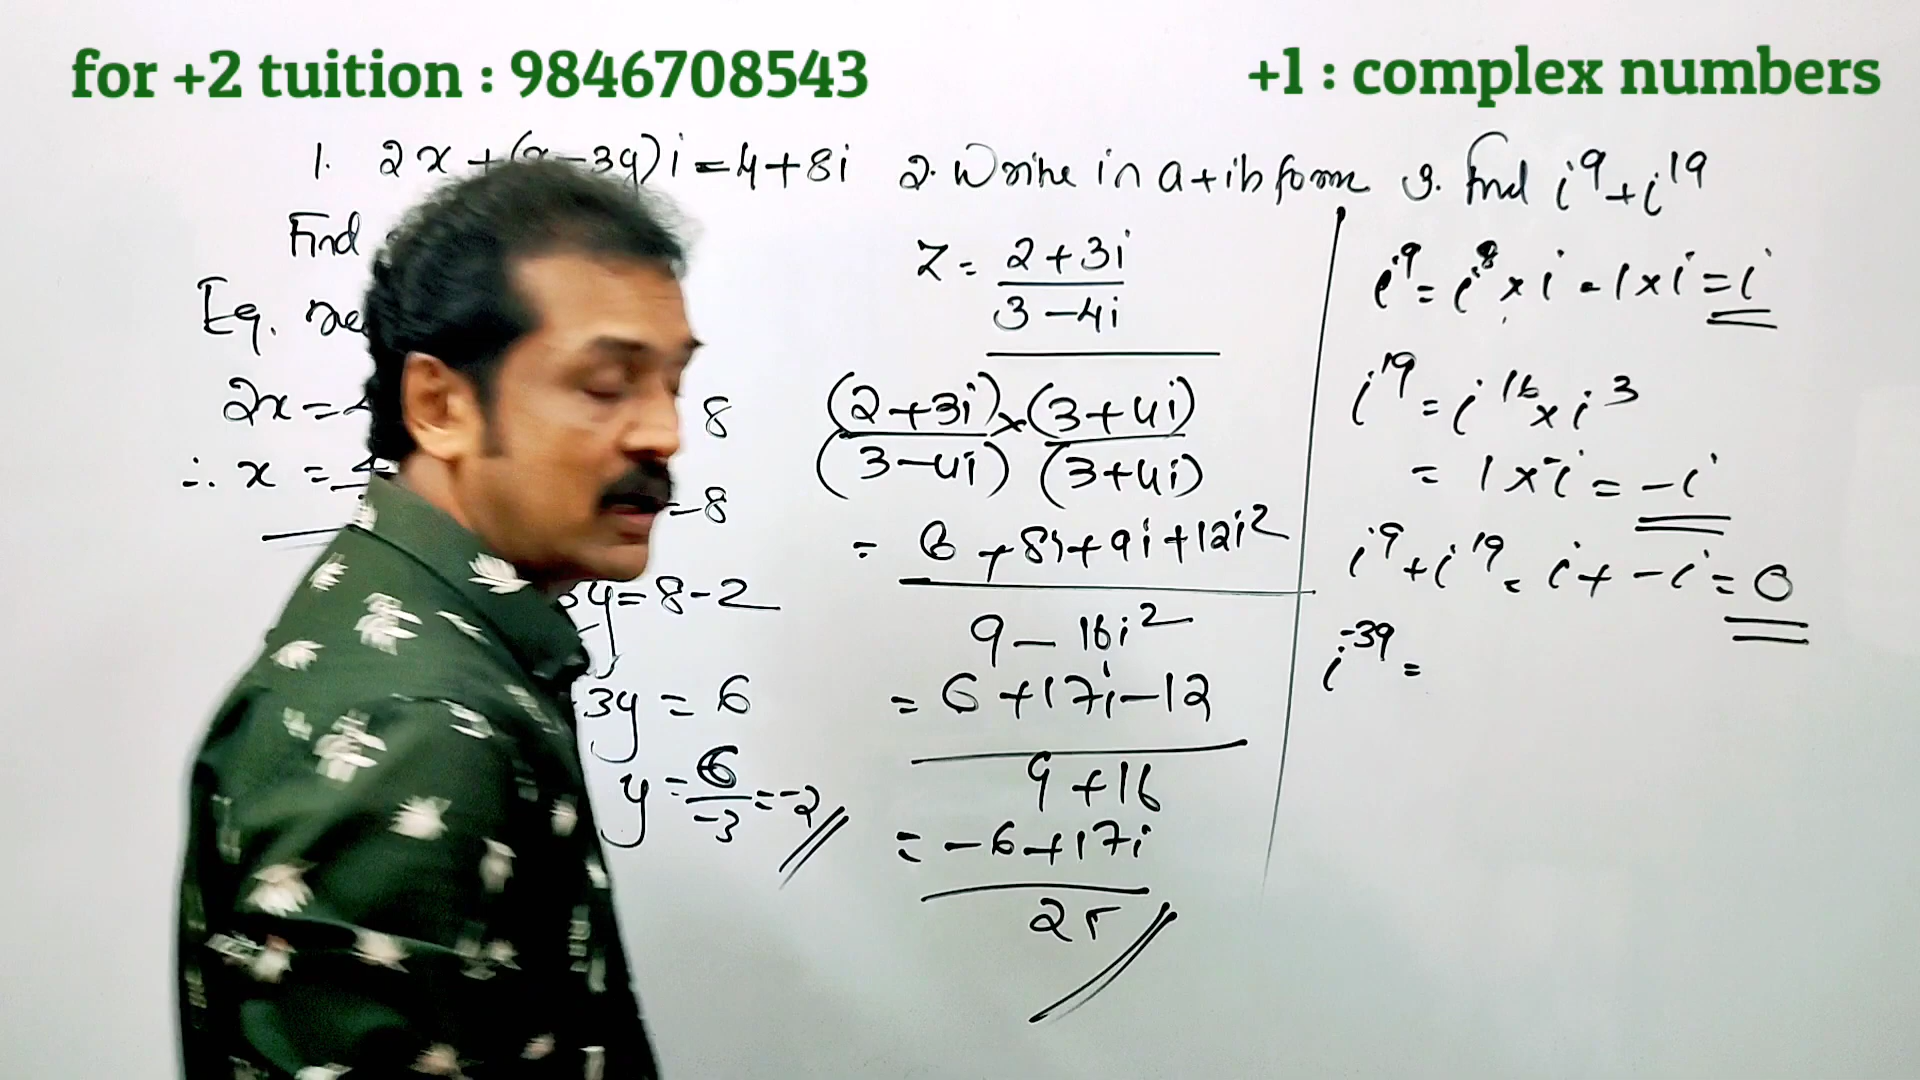 for +2 tuition : 9846708543
+1 : complex numbers
1. 2x + (x-3y)i = 4+8i
Find
Eq.
2x = 4
∴ x = 4
8
=8
3y = 8-2
-3y = 6
y = 6/-3 = -2
2. Write in a+ib form
z = 2+3i / 3-4i
(2+3i) × (3+4i) / (3-4i) (3+4i)
= 6+8i+9i+12i² / 9-16i²
= 6+17i-12 / 9+16
= -6+17i / 25
3. Find i⁹+i¹⁹
i⁹ = i⁸ × i = 1×i = i
i¹⁹ = i¹⁶ × i³
= 1×-i = -i
i⁹+i¹⁹ = i+-i = 0
i⁻³⁹ =